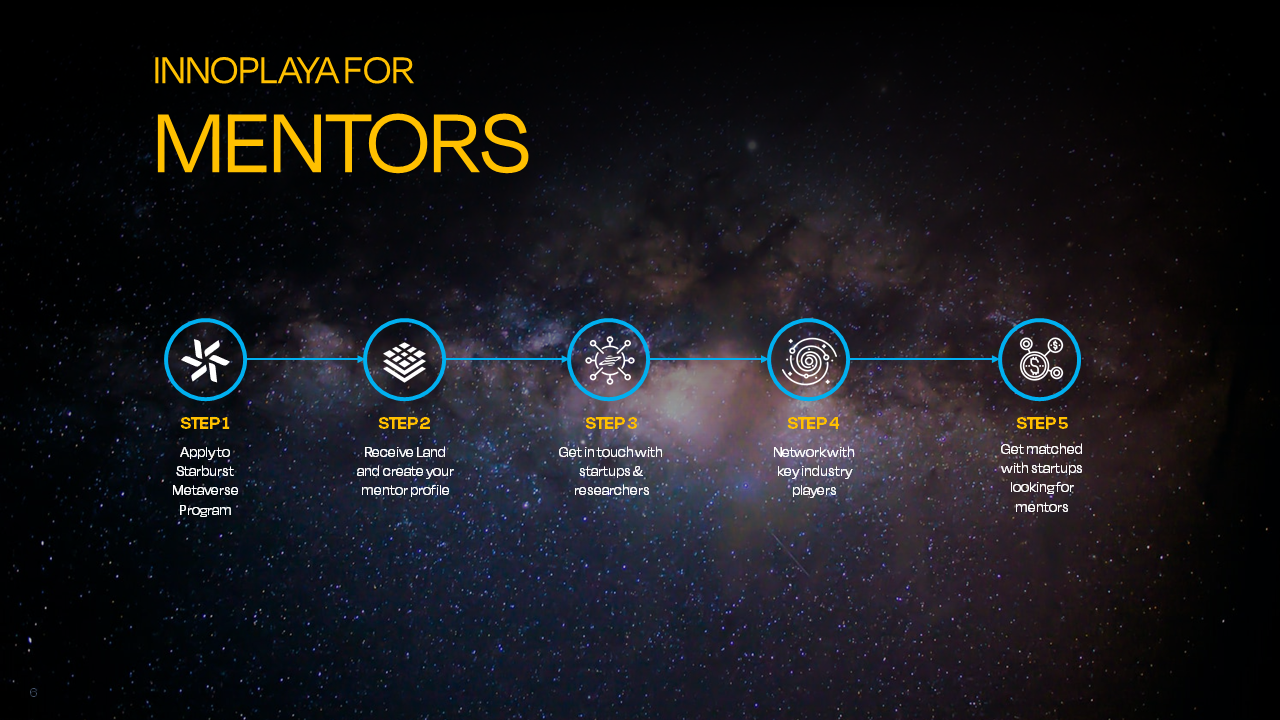 INNOPLAYA FOR
MENTORS
STEP 1
Apply to
Starburst
Metaverse
Program
STEP 2
Receive Land
and create your
mentor profile
STEP 3
Get in touch with
startups &
researchers
STEP 4
Network with
key industry
players
STEP 5
Get matched
with startups
looking for
mentors
6